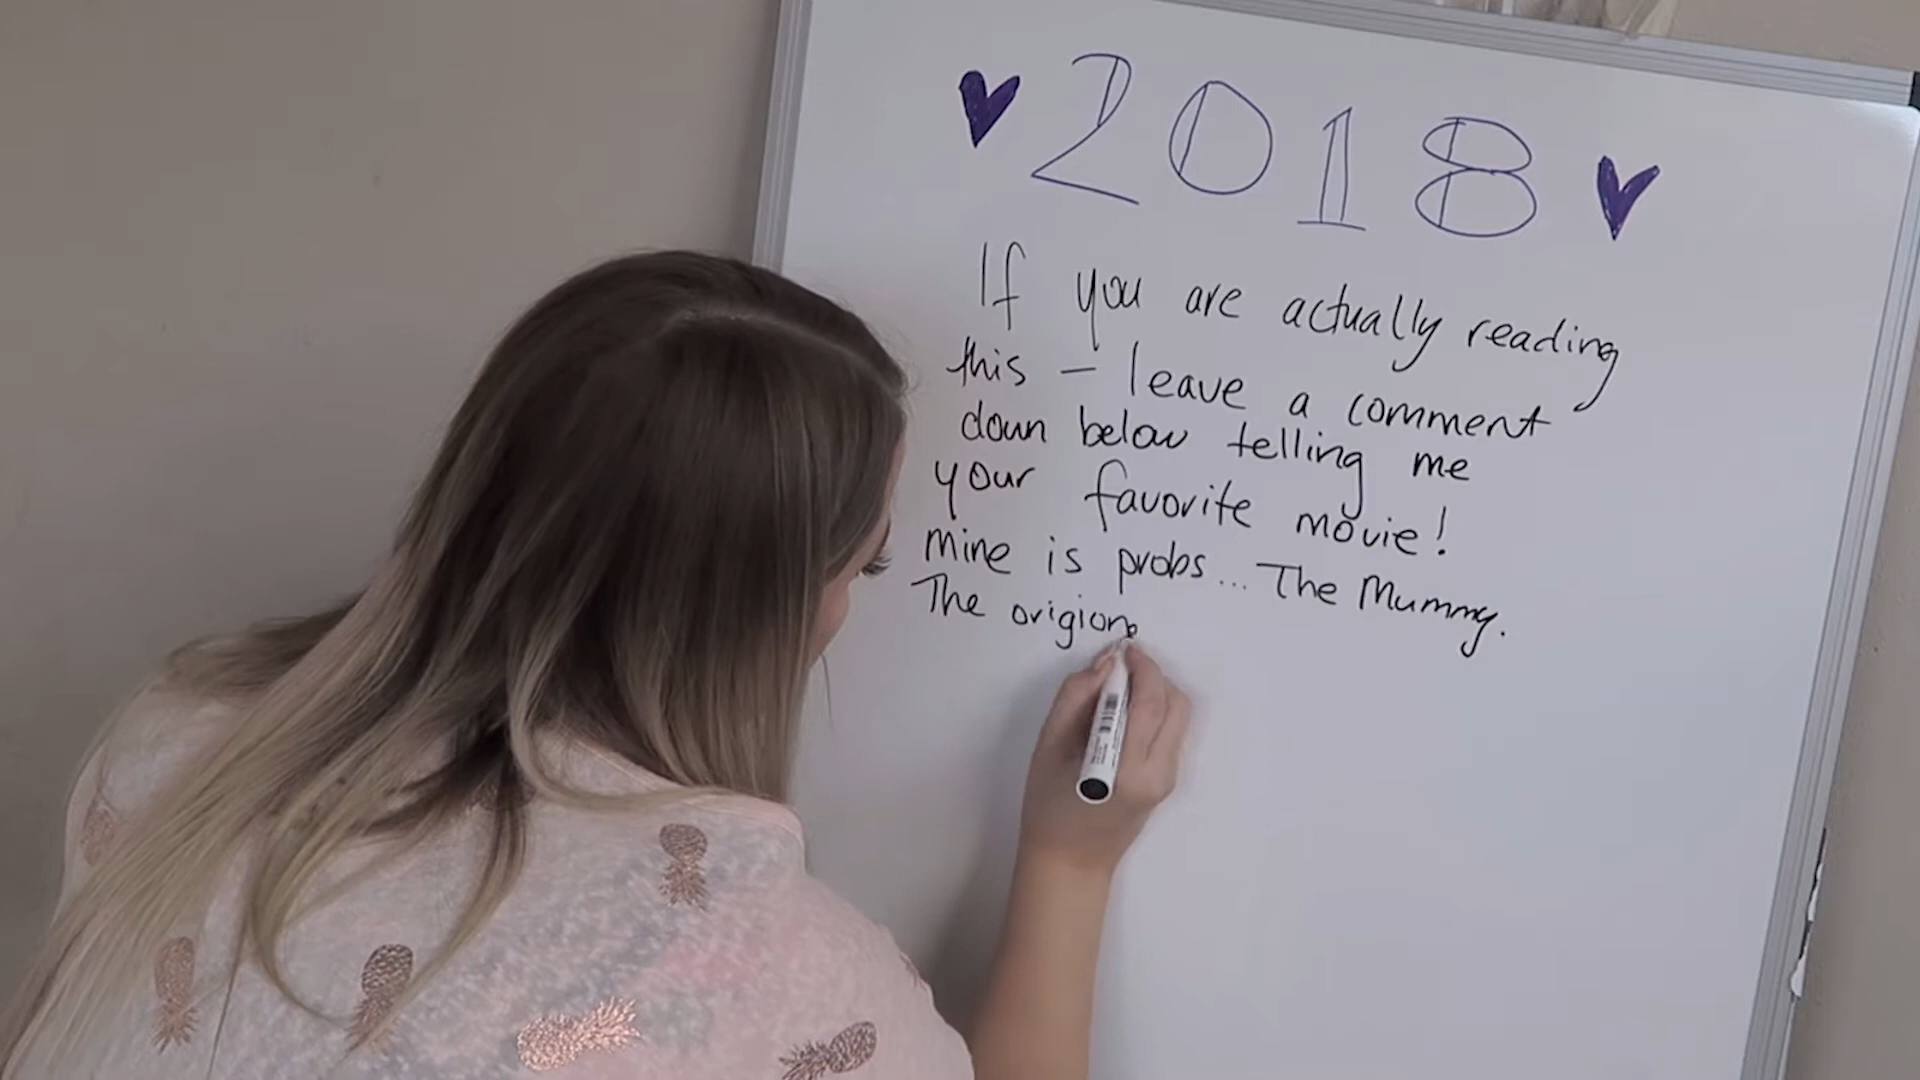 2018
If you are actually reading
this - leave a comment
down below telling me
your favorite movie!
mine is probs... The Mummy.
The origion